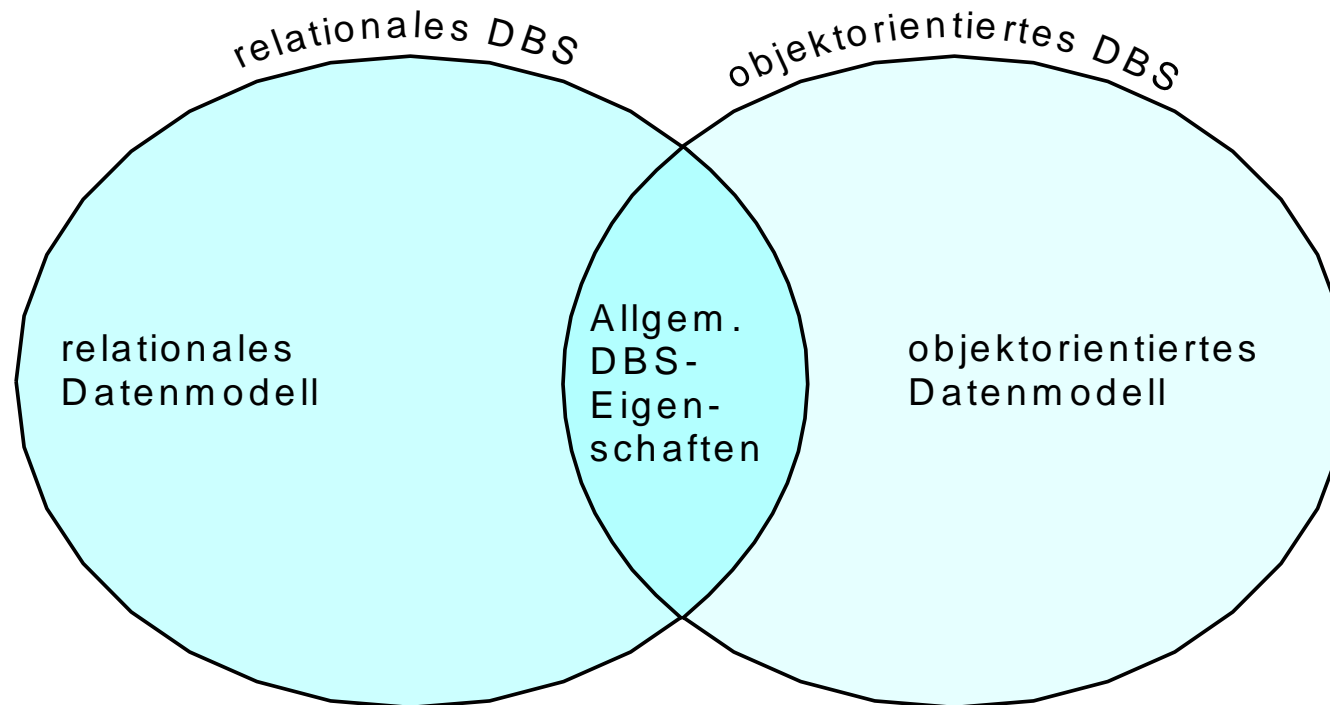 relationales DBS
objektorientiertes DBS
relationales
Datenmodell
Allgem.
DBS-
Eigen-
schaften
objektorientiertes
Datenmodell